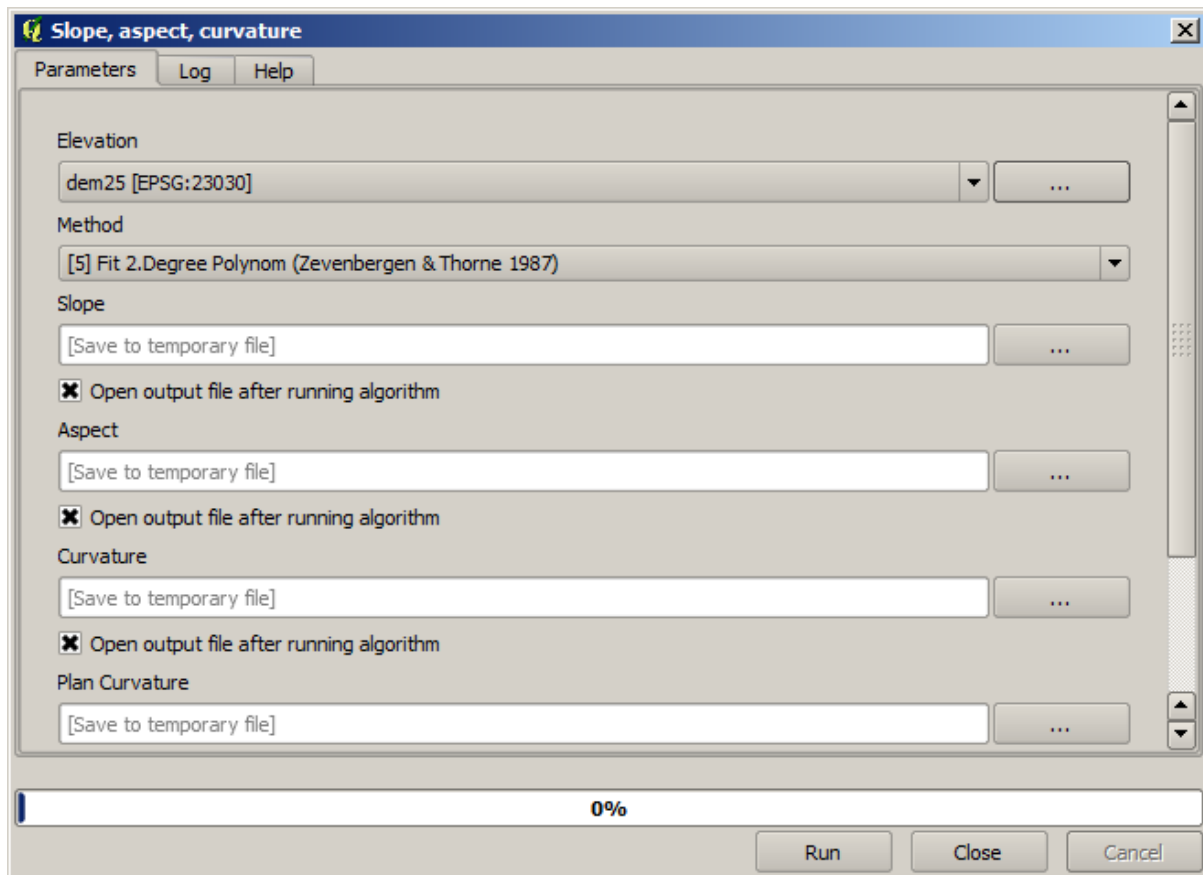 Slope, aspect, curvature
Parameters Log Help
Elevation
dem25 [EPSG:23030] ...
Method
[5] Fit 2.Degree Polynom (Zevenbergen & Thorne 1987)
Slope
[Save to temporary file] ...
Open output file after running algorithm
Aspect
[Save to temporary file] ...
Open output file after running algorithm
Curvature
[Save to temporary file] ...
Open output file after running algorithm
Plan Curvature
[Save to temporary file] ...
0%
Run Close Cancel